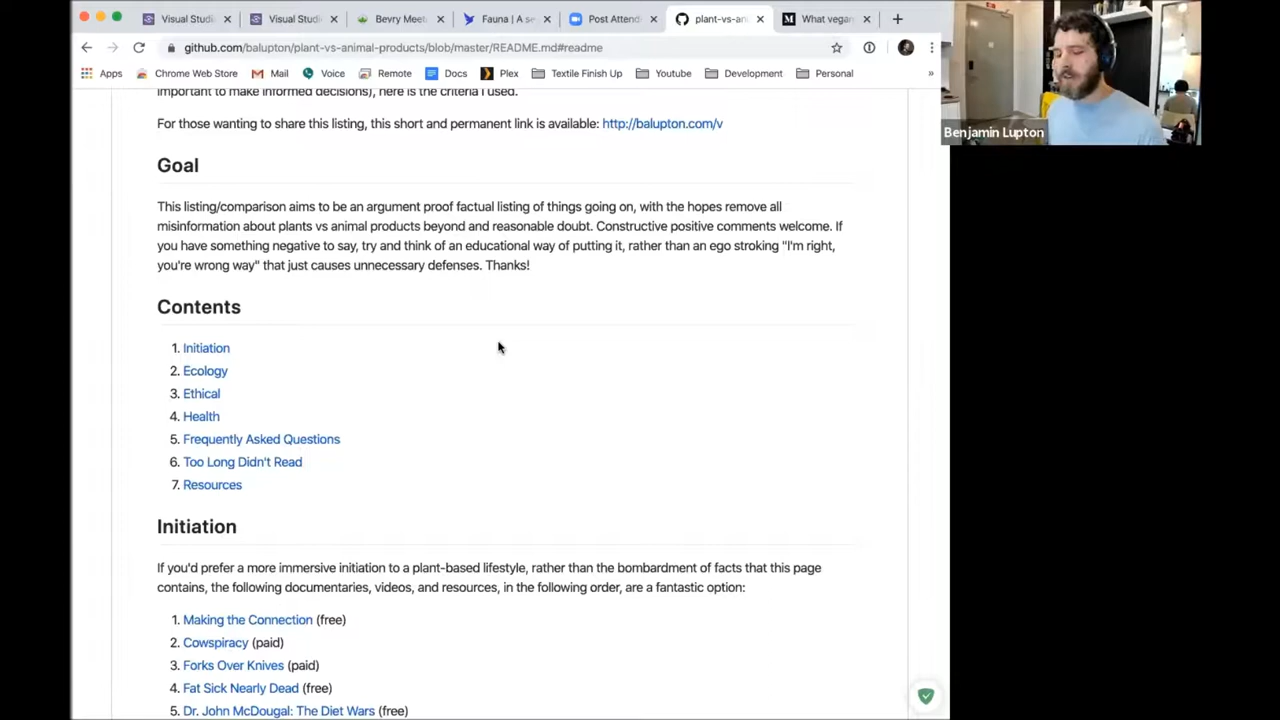 Visual Studi
Visual Studi
Bevry Meet
Fauna | A se
Post Attend
plant-vs-ani
What vegan
github.com/balupton/plant-vs-animal-products/blob/master/README.md#readme
Apps
Chrome Web Store
Mail
Voice
Remote
Docs
Plex
Textile Finish Up
Youtube
Development
Personal
»
important to make informed decisions), here is the criteria I used.
For those wanting to share this listing, this short and permanent link is available: http://balupton.com/v
Goal
This listing/comparison aims to be an argument proof factual listing of things going on, with the hopes remove all
misinformation about plants vs animal products beyond and reasonable doubt. Constructive positive comments welcome. If
you have something negative to say, try and think of an educational way of putting it, rather than an ego stroking "I'm right,
you're wrong way" that just causes unnecessary defenses. Thanks!
Contents
1. Initiation
2. Ecology
3. Ethical
4. Health
5. Frequently Asked Questions
6. Too Long Didn't Read
7. Resources
Initiation
If you'd prefer a more immersive initiation to a plant-based lifestyle, rather than the bombardment of facts that this page
contains, the following documentaries, videos, and resources, in the following order, are a fantastic option:
1. Making the Connection (free)
2. Cowspiracy (paid)
3. Forks Over Knives (paid)
4. Fat Sick Nearly Dead (free)
5. Dr. John McDougal: The Diet Wars (free)
Benjamin Lupton